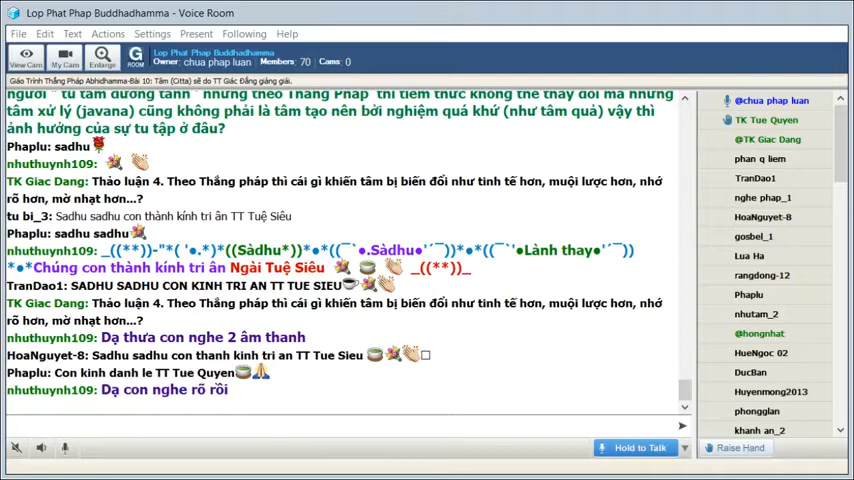 Lop Phat Phap Buddhadhamma - Voice Room
File Edit Text Actions Settings Present Following Help
View Cam My Cam Enlarge G ROOM
Lop Phat Phap Buddhadhamma
Owner: chua phap luan Members: 70 Cams: 0
Giáo Trình Thắng Pháp Abhidhamma-Bài 10: Tâm (Citta) sẽ do TT Giác Đẳng giảng giải.
người " tu tâm dưỡng tánh " nhưng theo Thắng Pháp thì tiềm thức không thể thay đổi mà những
tâm xử lý (javana) cũng không phải là tâm tạo nên bởi nghiệm quá khứ (như tâm quả) vậy thì
ảnh hưởng của sự tu tập ở đâu?
Phaplu: sadhu
nhuthuynh109:
TK Giac Dang: Thảo luận 4. Theo Thắng pháp thì cái gì khiến tâm bị biến đổi như tinh tế hơn, muội lược hơn, nhớ
rõ hơn, mờ nhạt hơn...?
tu bi_3: Sadhu sadhu con thành kính tri ân TT Tuệ Siêu
Phaplu: sadhu sadhu
nhuthuynh109: _((**))-"*( '●.*)*((Sàdhu*))*●*((¯`●.Sàdhu●'´¯))*●*((¯`'●Lành thay●'´¯))
*●*Chúng con thành kính tri ân Ngài Tuệ Siêu _((**))_
TranDao1: SADHU SADHU CON KINH TRI AN TT TUE SIEU
TK Giac Dang: Thảo luận 4. Theo Thắng pháp thì cái gì khiến tâm bị biến đổi như tinh tế hơn, muội lược hơn, nhớ
rõ hơn, mờ nhạt hơn...?
nhuthuynh109: Dạ thưa con nghe 2 âm thanh
HoaNguyet-8: Sadhu sadhu con thanh kinh tri an TT Tue Sieu
Phaplu: Con kinh danh le TT Tue Quyen
nhuthuynh109: Dạ con nghe rõ rồi
Hold to Talk
@chua phap luan
TK Tue Quyen
@TK Giac Dang
phan q liem
TranDao1
nghe phap_1
HoaNguyet-8
gosbel_1
Lua Ha
rangdong-12
Phaplu
nhutam_2
@hongnhat
HueNgoc 02
DucBan
Huyenmong2013
phongglan
khanh an_2
Raise Hand